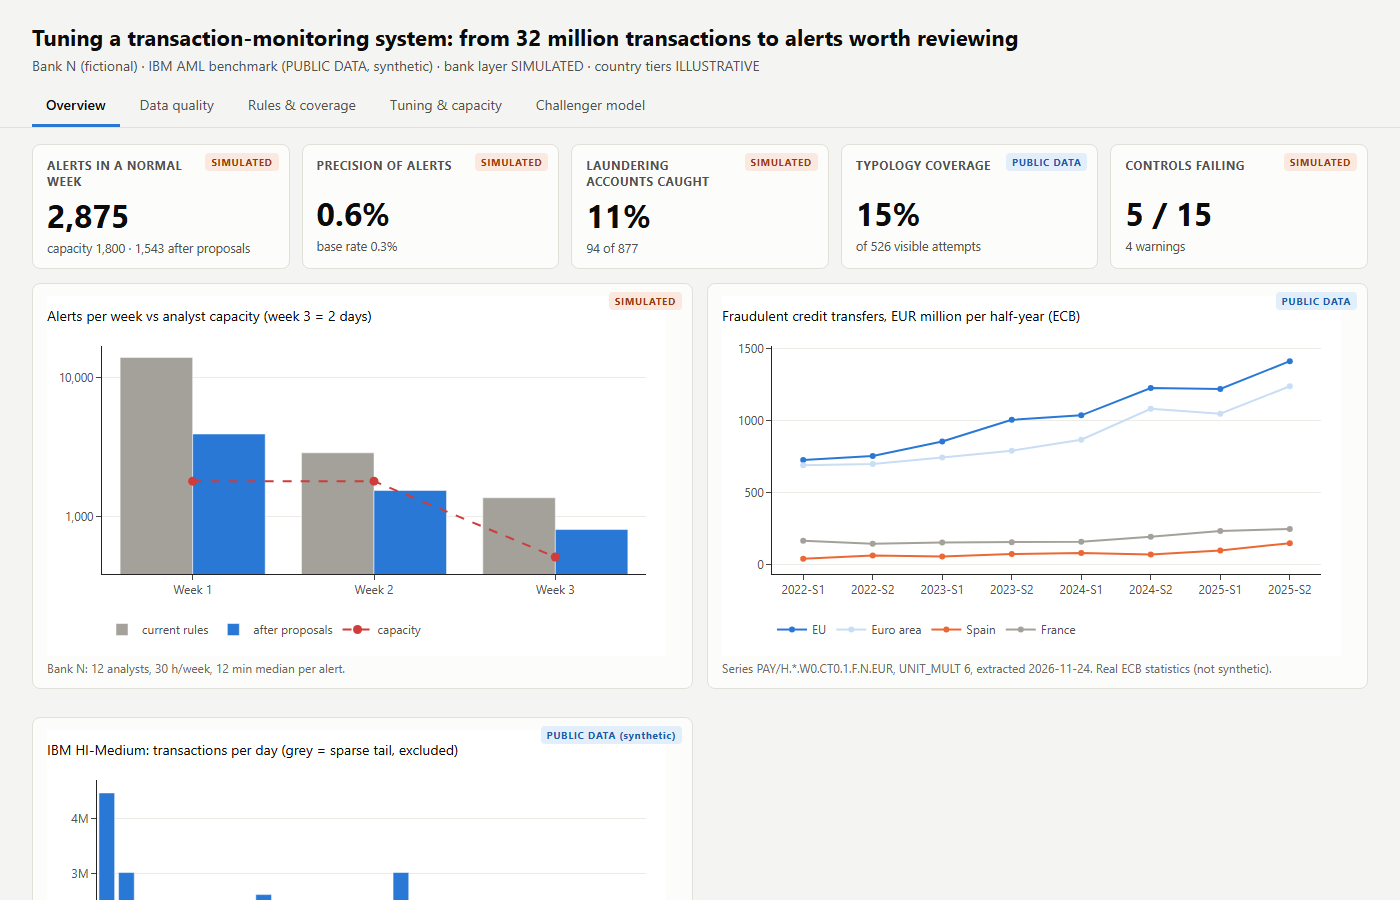 Tuning a transaction-monitoring system: from 32 million transactions to alerts worth reviewing
Bank N (fictional) · IBM AML benchmark (PUBLIC DATA, synthetic) · bank layer SIMULATED · country tiers ILLUSTRATIVE
Overview
Data quality
Rules & coverage
Tuning & capacity
Challenger model
ALERTS IN A NORMAL
WEEK
SIMULATED
2,875
capacity 1,800 · 1,543 after proposals
PRECISION OF ALERTS
SIMULATED
0.6%
base rate 0.3%
LAUNDERING
ACCOUNTS CAUGHT
SIMULATED
11%
94 of 877
TYPOLOGY COVERAGE
PUBLIC DATA
15%
of 526 visible attempts
CONTROLS FAILING
SIMULATED
5 / 15
4 warnings
SIMULATED
Alerts per week vs analyst capacity (week 3 = 2 days)
10,000
1,000
Week 1
Week 2
Week 3
current rules
after proposals
capacity
Bank N: 12 analysts, 30 h/week, 12 min median per alert.
PUBLIC DATA
Fraudulent credit transfers, EUR million per half-year (ECB)
1500
1000
500
0
2022-S1
2022-S2
2023-S1
2023-S2
2024-S1
2024-S2
2025-S1
2025-S2
EU
Euro area
Spain
France
Series PAY/H.*.W0.CT0.1.F.N.EUR, UNIT_MULT 6, extracted 2026-11-24. Real ECB statistics (not synthetic).
PUBLIC DATA (synthetic)
IBM HI-Medium: transactions per day (grey = sparse tail, excluded)
4M
3M